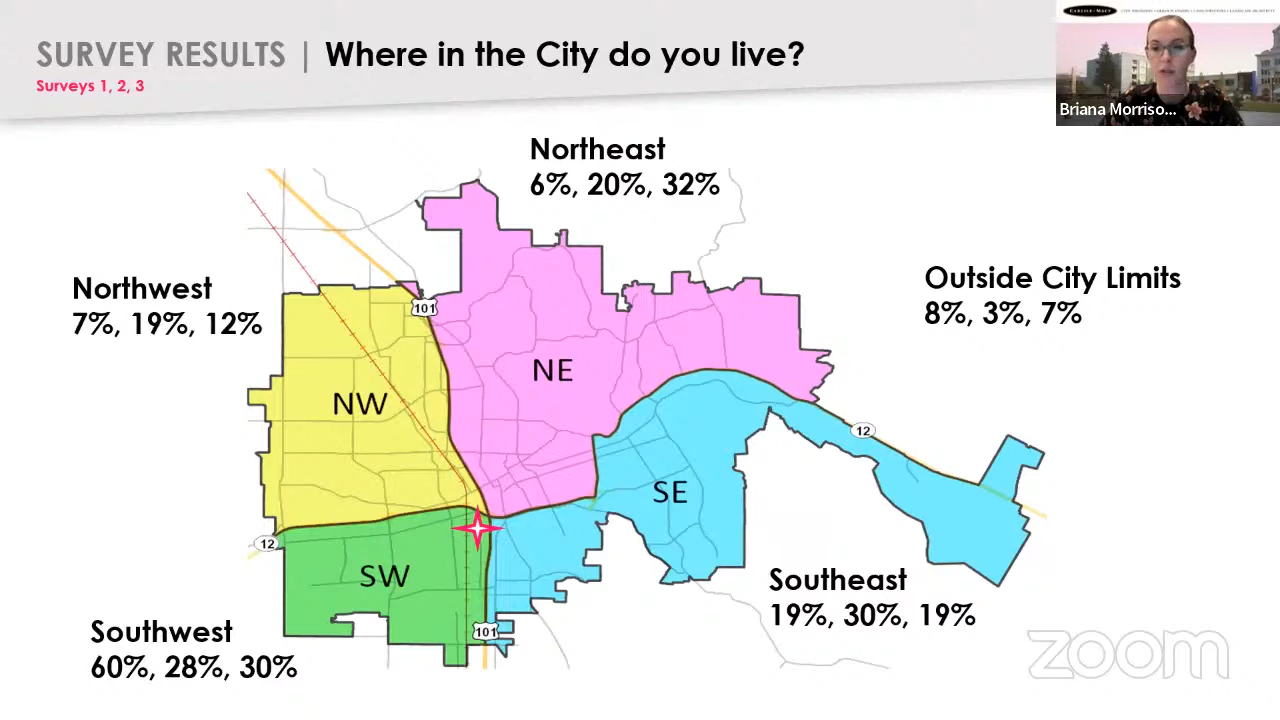 SURVEY RESULTS | Where in the City do you live?
Surveys 1, 2, 3
CARLILE • MACY
Briana Morriso...
Northeast
6%, 20%, 32%
Northwest
7%, 19%, 12%
Outside City Limits
8%, 3%, 7%
101
NE
NW
12
SE
12
SW
Southeast
19%, 30%, 19%
101
Southwest
60%, 28%, 30%
zoom